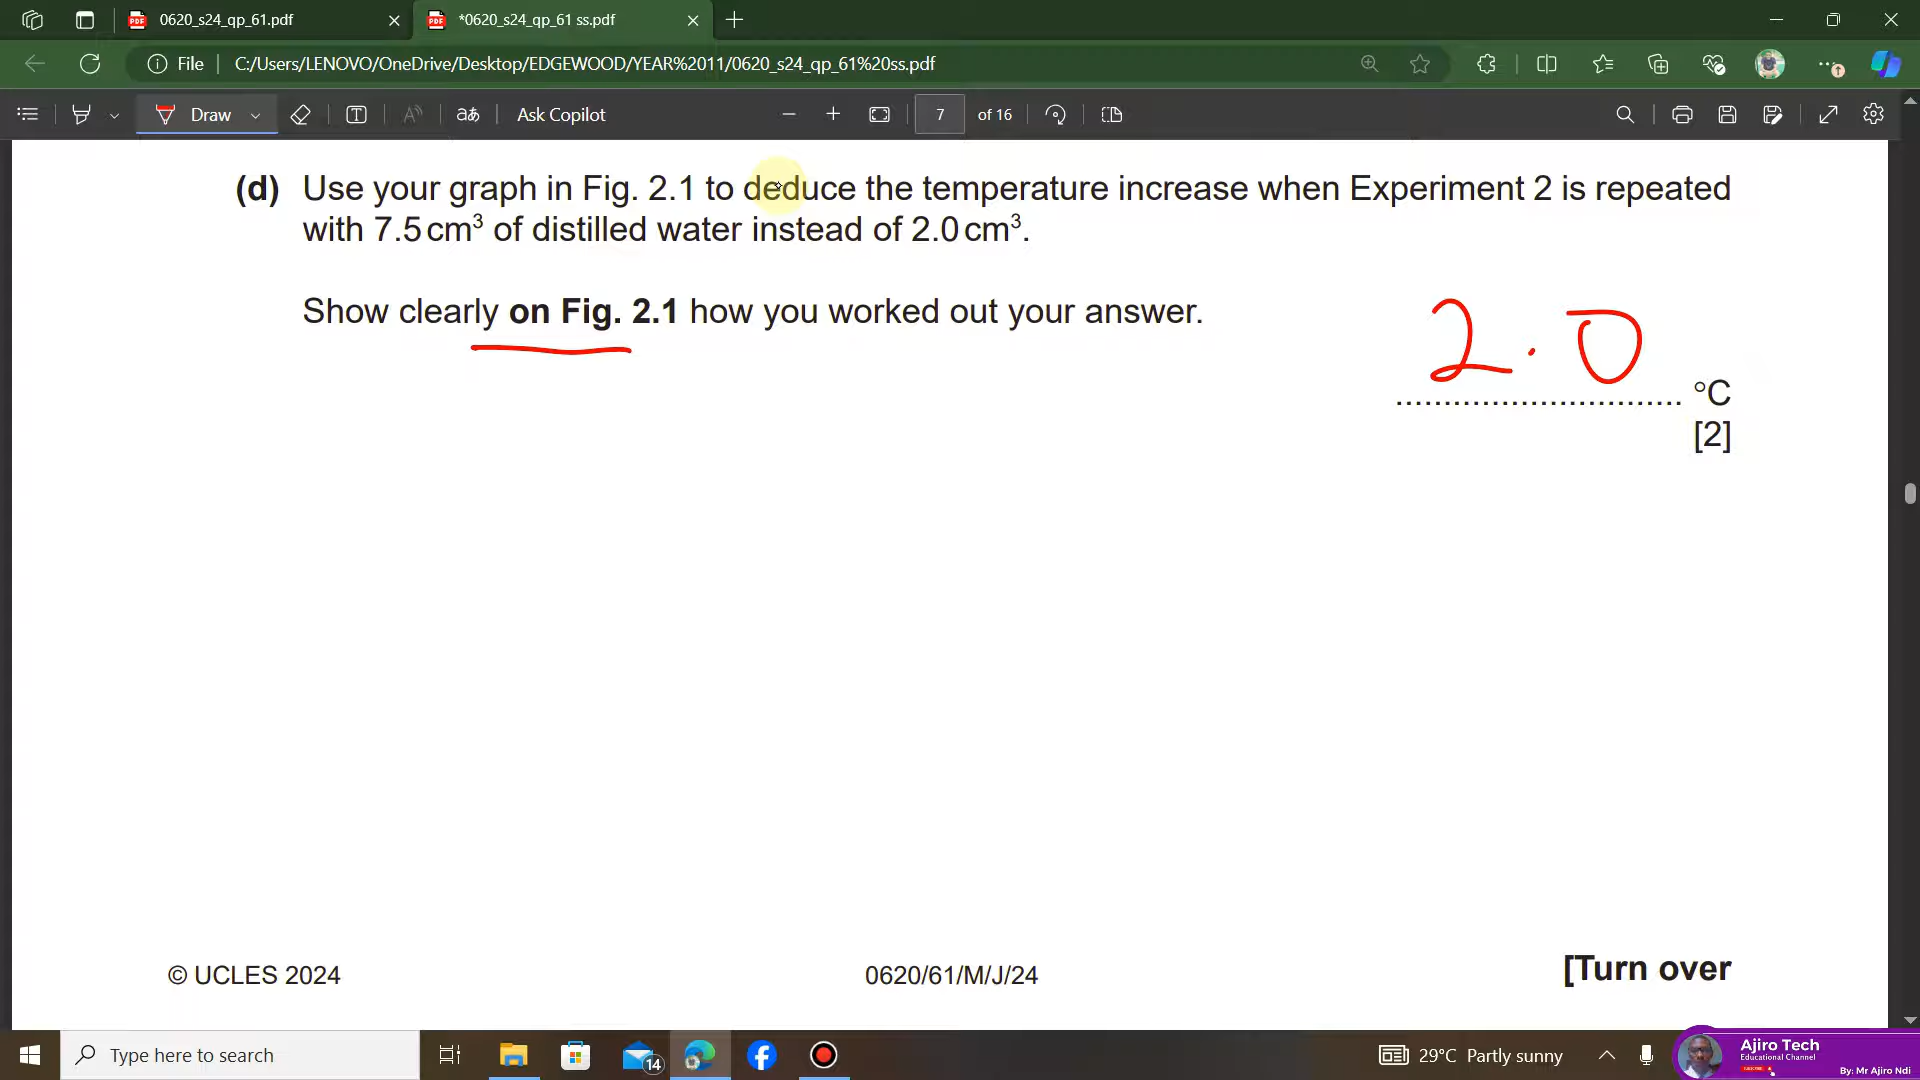 0620_s24_qp_61.pdf
*0620_s24_qp_61 ss.pdf
File
C:/Users/LENOVO/OneDrive/Desktop/EDGEWOOD/YEAR%2011/0620_s24_qp_61%20ss.pdf
Draw
aあ
Ask Copilot
7 of 16
(d) Use your graph in Fig. 2.1 to deduce the temperature increase when Experiment 2 is repeated
with 7.5 cm³ of distilled water instead of 2.0 cm³.
Show clearly on Fig. 2.1 how you worked out your answer.
2.0
.............................. °C
[2]
© UCLES 2024
0620/61/M/J/24
[Turn over
Type here to search
14
29°C Partly sunny
Ajiro Tech
Educational Channel
By: Mr Ajiro Ndi